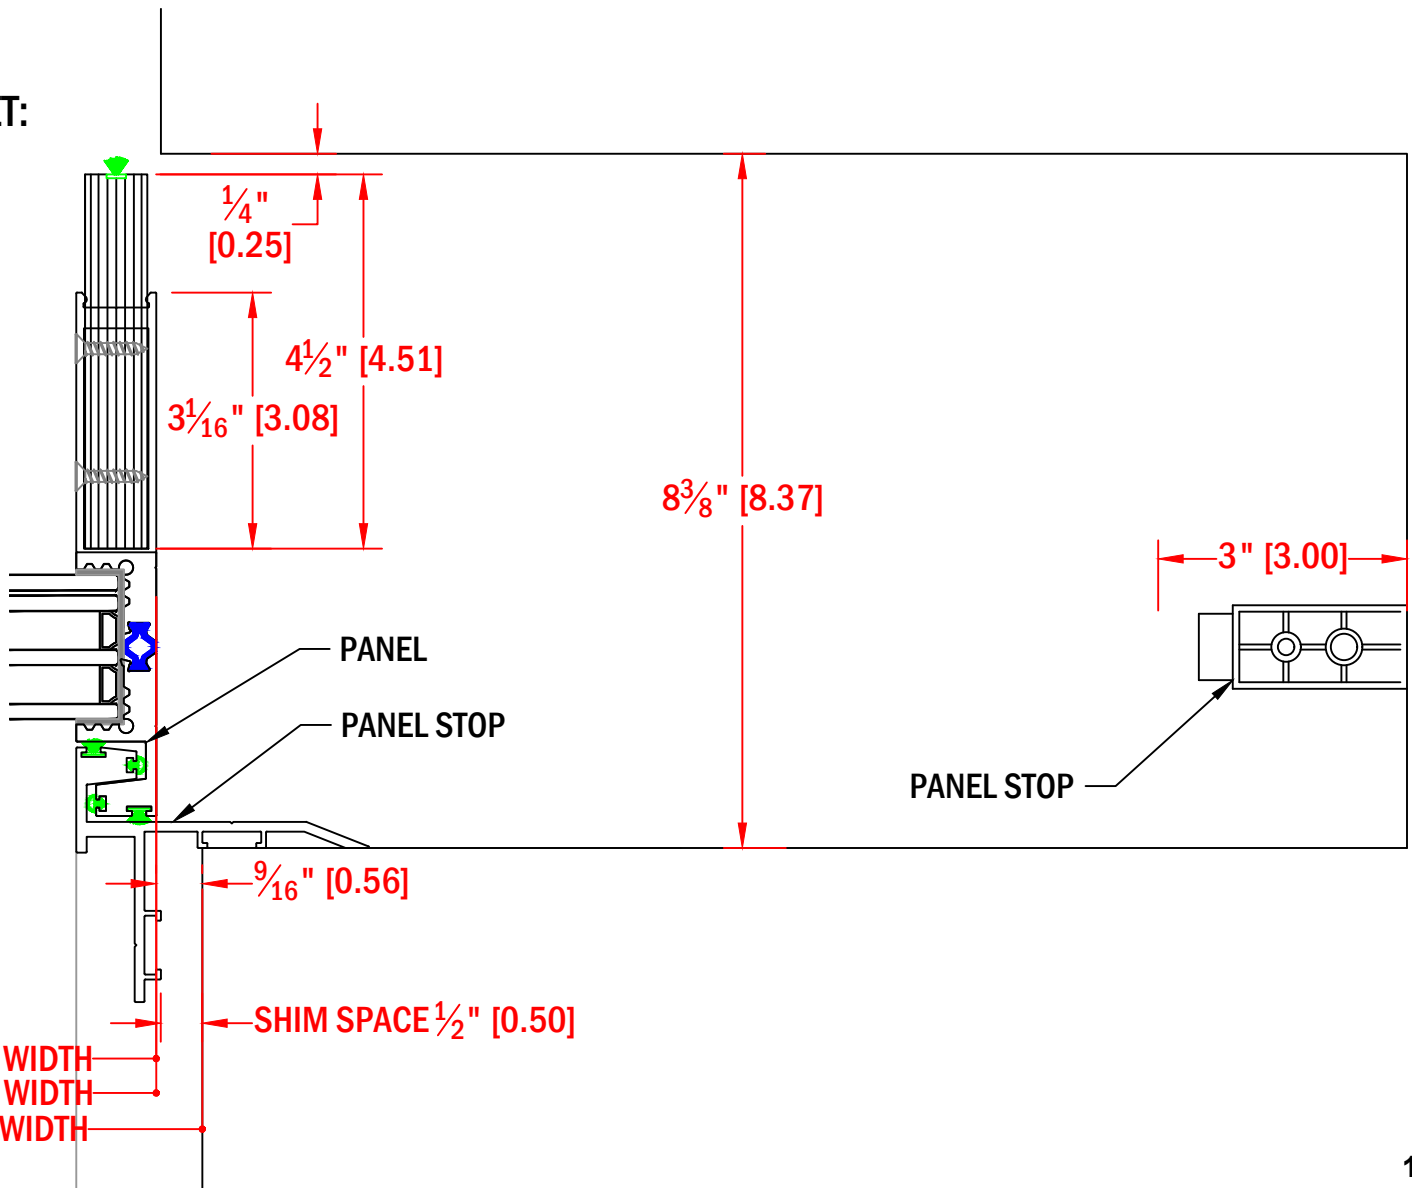 T:
1/4"
[0.25]
4 1/2" [4.51]
3 1/16" [3.08]
8 3/8" [8.37]
3" [3.00]
PANEL
PANEL STOP
PANEL STOP
9/16" [0.56]
SHIM SPACE 1/2" [0.50]
WIDTH
WIDTH
WIDTH
1